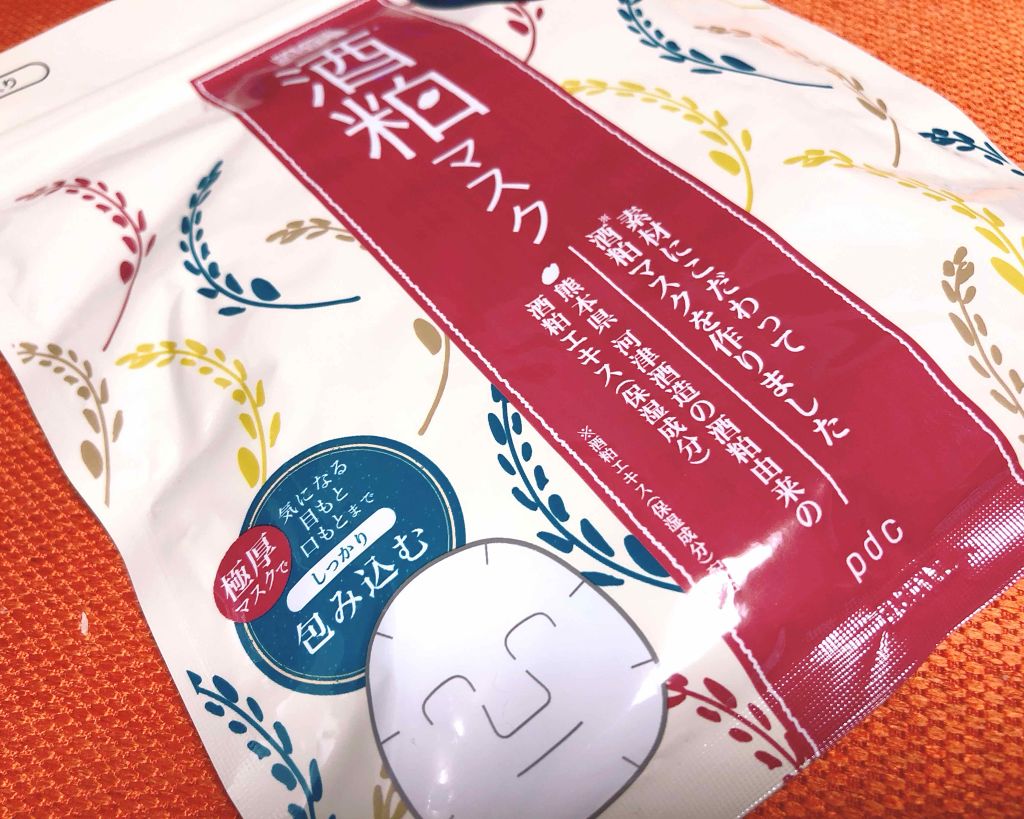 酒粕
マスク
素材にこだわって
※酒粕マスクを作りました
熊本県 河津酒造の酒粕由来の
酒粕エキス(保湿成分)
※酒粕エキス(保湿成分)
pdc
気になる
目もと
口もとまで
しっかり
包み込む
極厚
マスクで